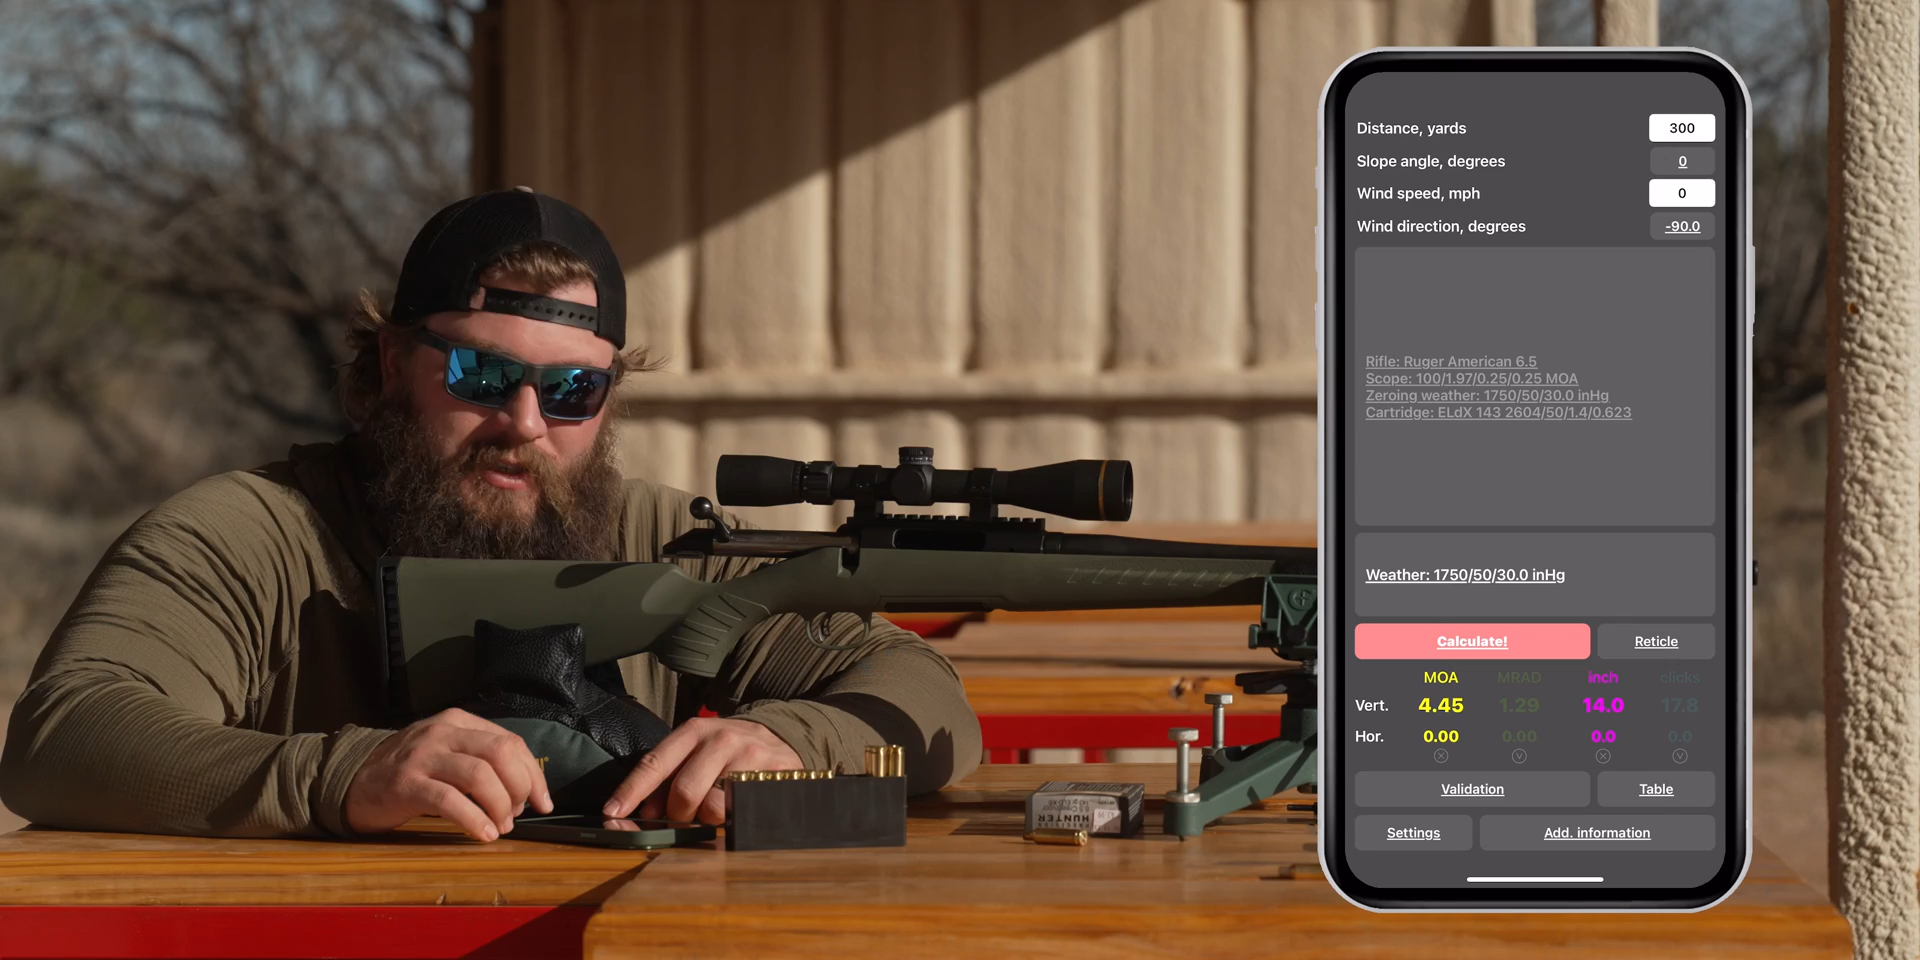 Distance, yards 300
Slope angle, degrees 0
Wind speed, mph 0
Wind direction, degrees -90.0
Rifle: Ruger American 6.5
Scope: 100/1.97/0.25/0.25 MOA
Zeroing weather: 1750/50/30.0 inHg
Cartridge: ELdX 143 2604/50/1.4/0.623
Weather: 1750/50/30.0 inHg
Calculate! Reticle
MOA MRAD inch clicks
Vert. 4.45 1.29 14.0 17.8
Hor. 0.00 0.00 0.0 0.0
Validation Table
Settings Add. information
HUNTER